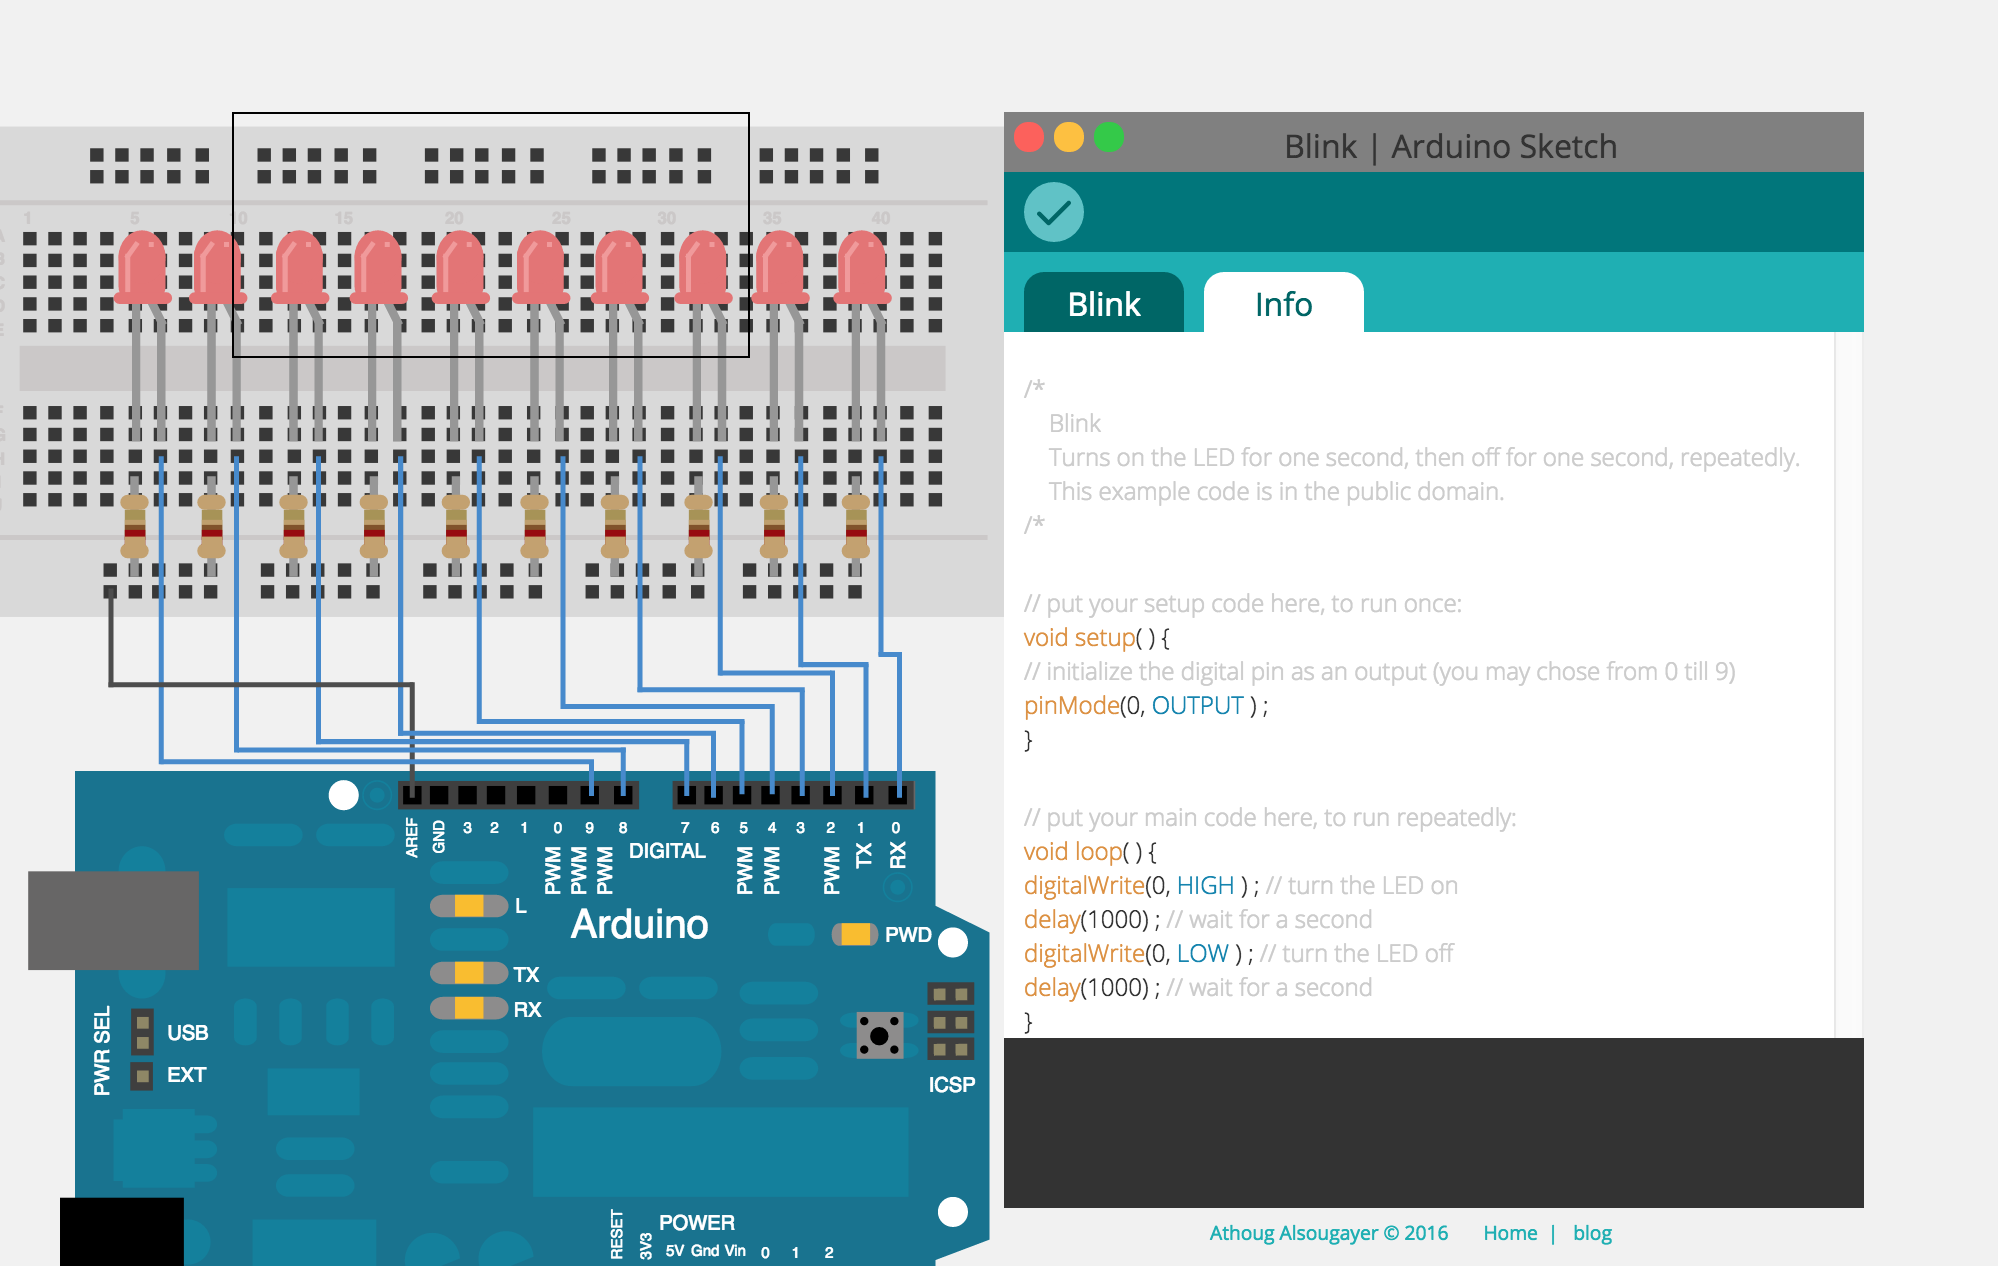 1 5 10 15 20 25 30 35 40
A
B
C
D
E
F
G
H
AREF GND 3 2 1 0 9 8 7 6 5 4 3 2 1 0
PWM PWM PWM DIGITAL PWM PWM PWM TX RX
L
Arduino
PWD
TX
RX
PWR SEL
USB
EXT
ICSP
RESET 3V3 POWER
5V Gnd Vin 0 1 2
Blink | Arduino Sketch
Blink Info
/*
Blink
Turns on the LED for one second, then off for one second, repeatedly.
This example code is in the public domain.
/*
// put your setup code here, to run once:
void setup( ) {
// initialize the digital pin as an output (you may chose from 0 till 9)
pinMode(0, OUTPUT ) ;
}
// put your main code here, to run repeatedly:
void loop( ) {
digitalWrite(0, HIGH ) ; // turn the LED on
delay(1000) ; // wait for a second
digitalWrite(0, LOW ) ; // turn the LED off
delay(1000) ; // wait for a second
}
Athoug Alsougayer © 2016 Home | blog